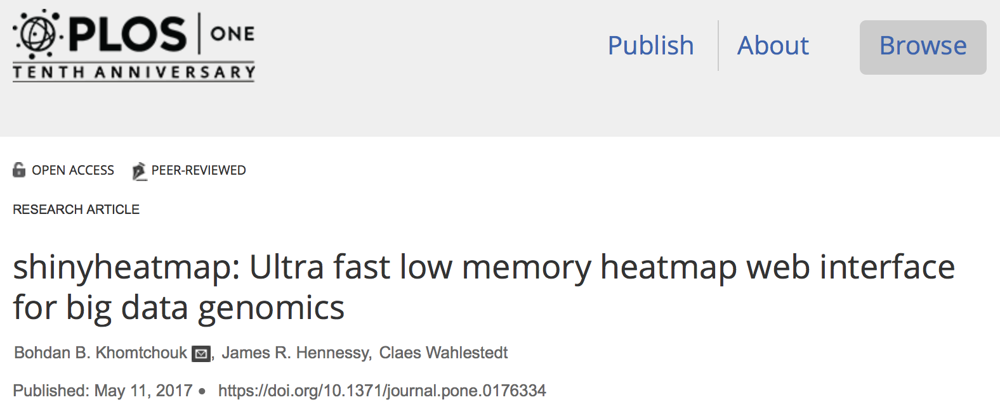 PLOS | ONE
TENTH ANNIVERSARY
Publish
About
Browse
OPEN ACCESS PEER-REVIEWED
RESEARCH ARTICLE
shinyheatmap: Ultra fast low memory heatmap web interface
for big data genomics
Bohdan B. Khomtchouk , James R. Hennessy, Claes Wahlestedt
Published: May 11, 2017 • https://doi.org/10.1371/journal.pone.0176334